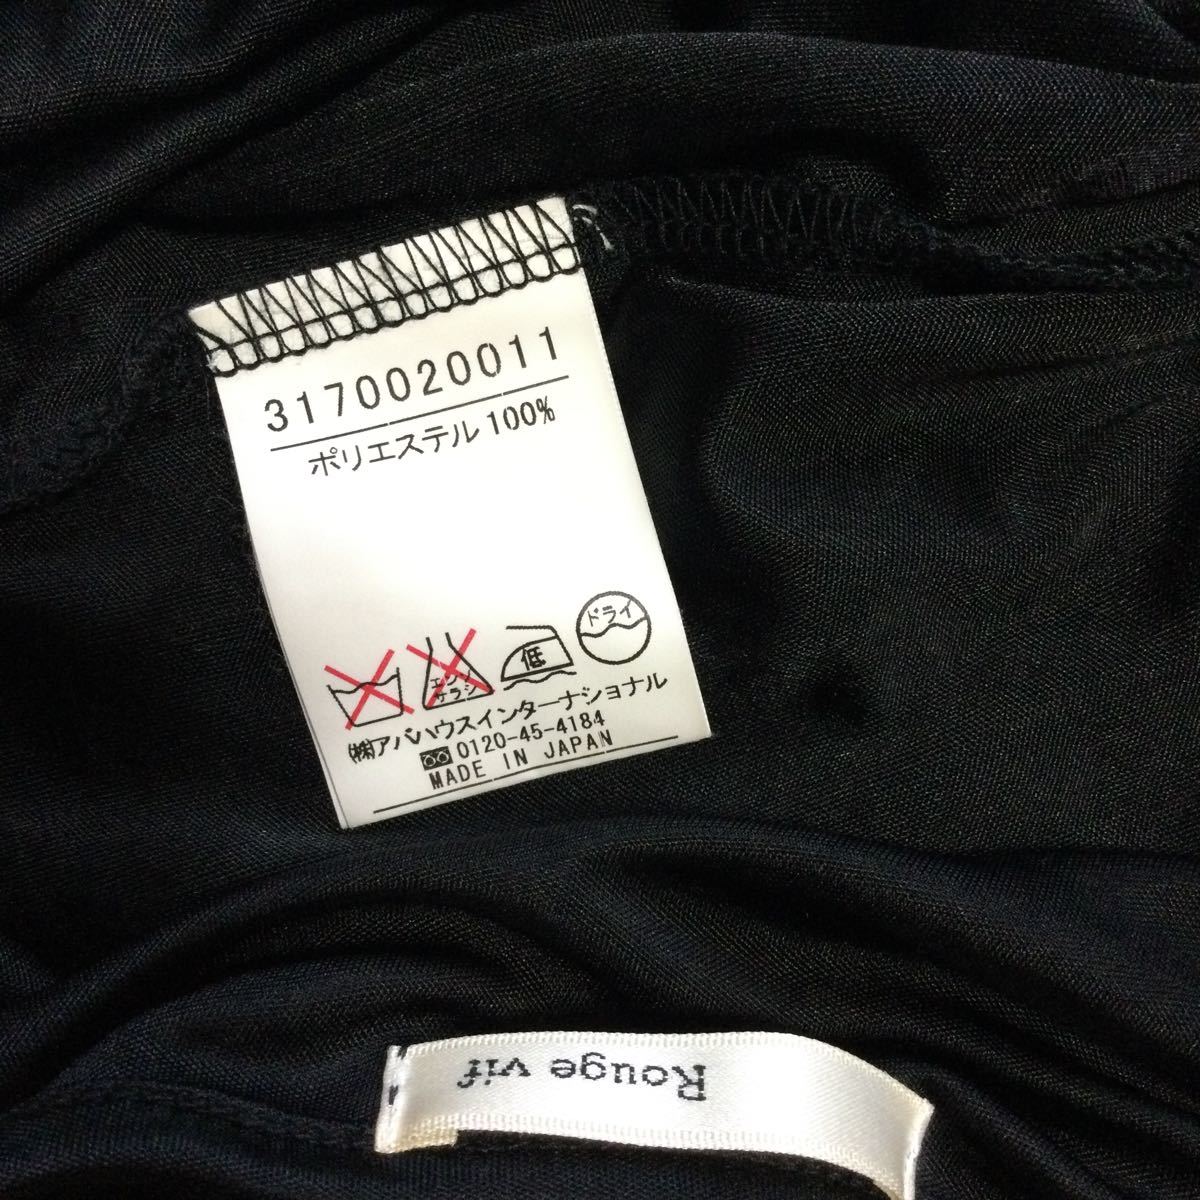 3170020011
ポリエステル 100%
エンソ
サラシ
低
ドライ
㈱アバハウスインターナショナル
0120-45-4184
MADE IN JAPAN
Rouge vif